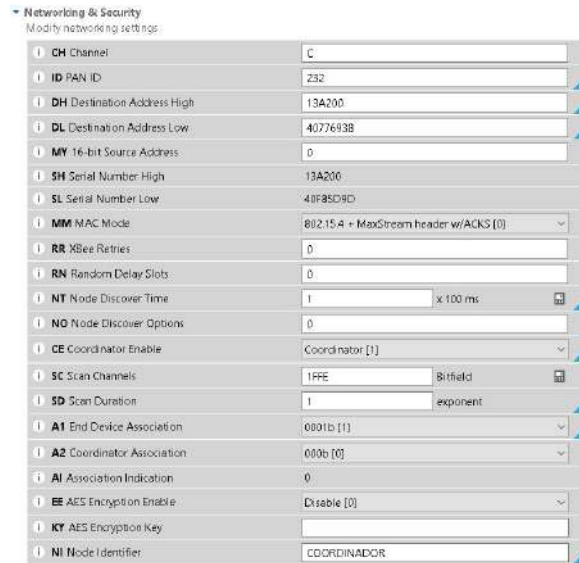 Networking & Security
Modify networking settings
CH Channel C
ID PAN ID 232
DH Destination Address High 13A200
DL Destination Address Low 4077693B
MY 16-bit Source Address 0
SH Serial Number High 13A200
SL Serial Number Low 40F85D9D
MM MAC Mode 802.15.4 + MaxStream header w/ACKS [0]
RR XBee Retries 0
RN Random Delay Slots 0
NT Node Discover Time 1 x 100 ms
NO Node Discover Options 0
CE Coordinator Enable Coordinator [1]
SC Scan Channels 1FFE Bitfield
SD Scan Duration 1 exponent
A1 End Device Association 0001b [1]
A2 Coordinator Association 000b [0]
AI Association Indication 0
EE AES Encryption Enable Disable [0]
KY AES Encryption Key
NI Node Identifier COORDINADOR